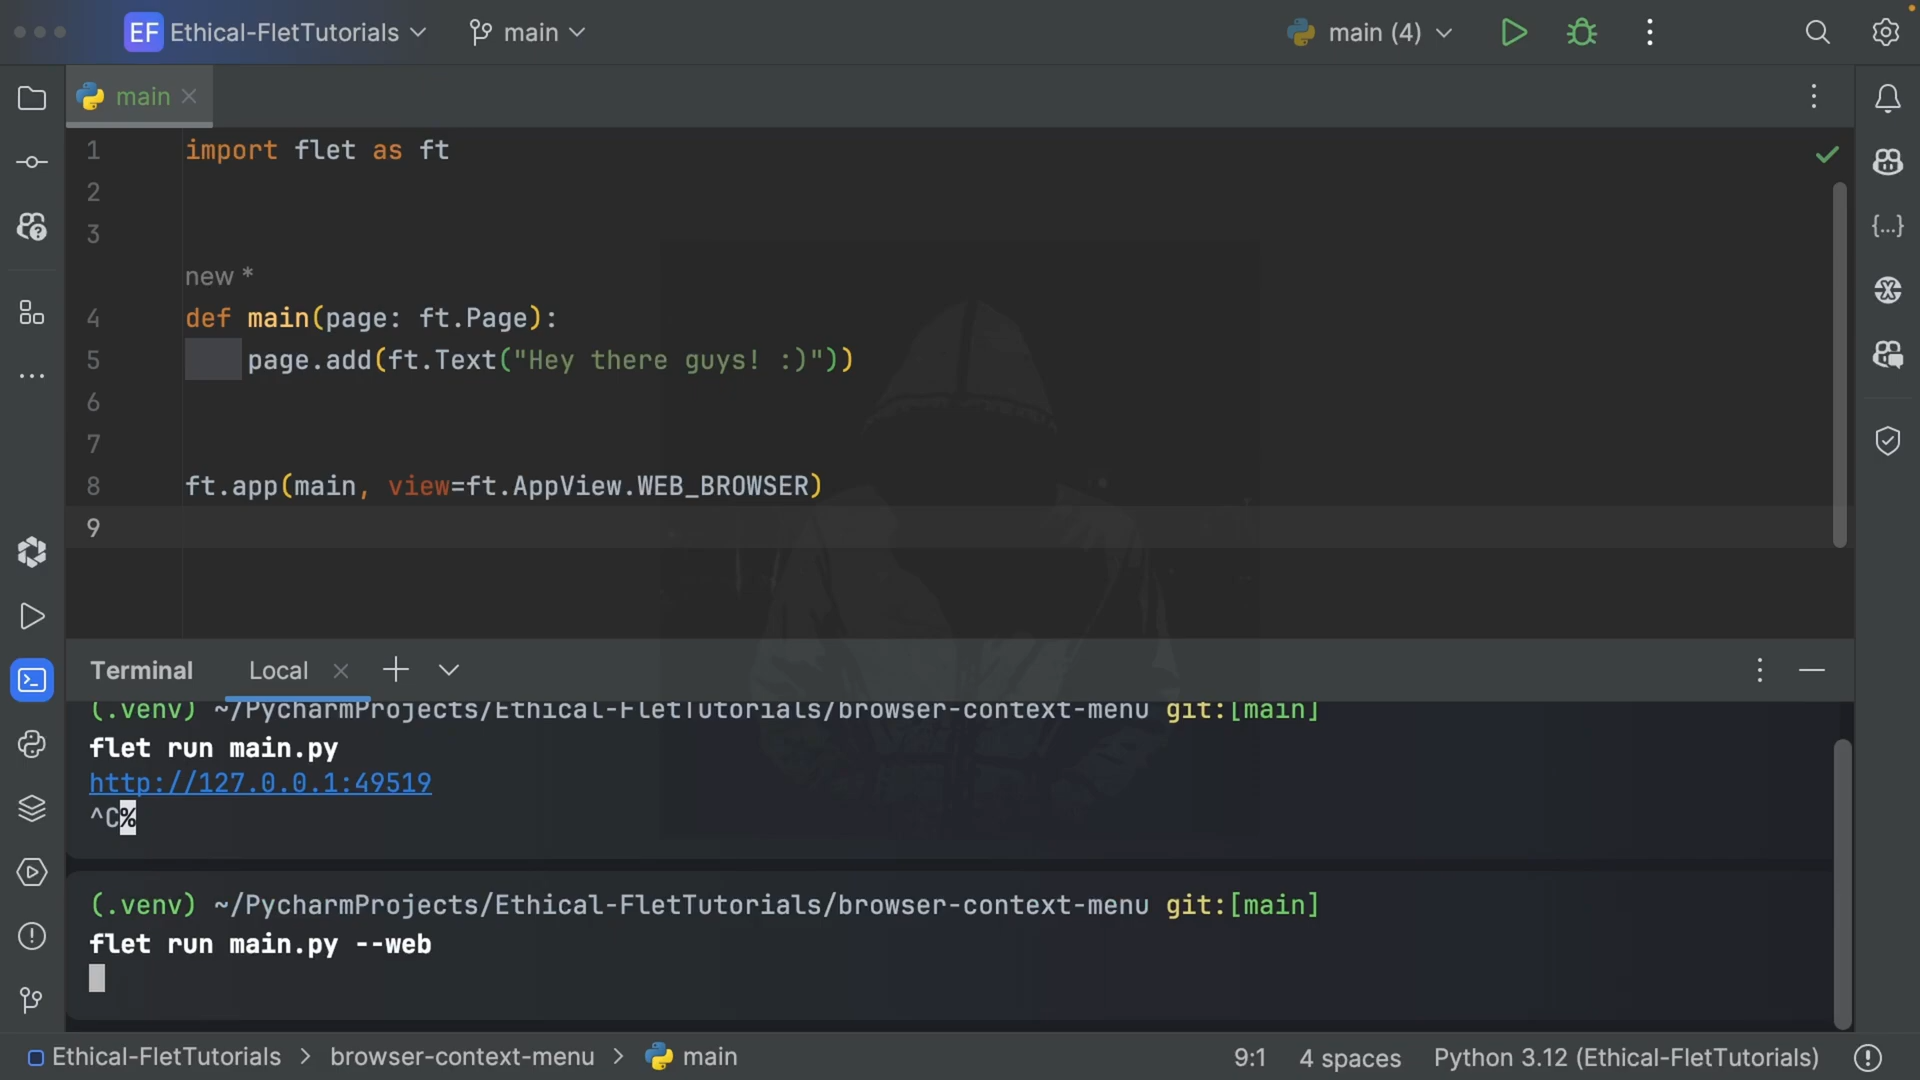 EF Ethical-FletTutorials main main (4)
main
1 import flet as ft
2
3
new *
4 def main(page: ft.Page):
5 page.add(ft.Text("Hey there guys! :)"))
6
7
8 ft.app(main, view=ft.AppView.WEB_BROWSER)
9
Terminal Local
(.venv) ~/PycharmProjects/Ethical-FletTutorials/browser-context-menu git:[main]
flet run main.py
http://127.0.0.1:49519
^C%
(.venv) ~/PycharmProjects/Ethical-FletTutorials/browser-context-menu git:[main]
flet run main.py --web
Ethical-FletTutorials > browser-context-menu > main 9:1 4 spaces Python 3.12 (Ethical-FletTutorials)